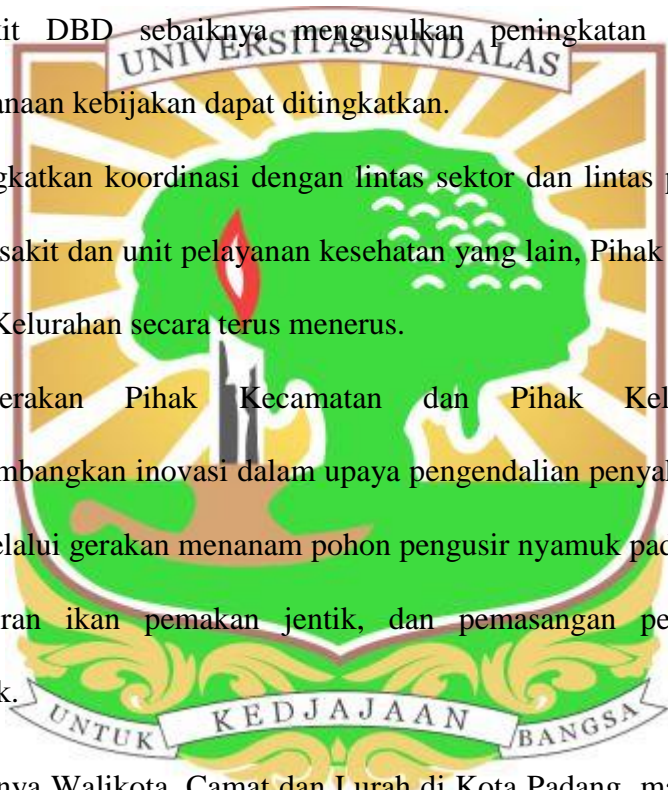 kit DBD sebaiknya mengusulkan peningkatan
UNIVERSITAS ANDALAS
anaan kebijakan dapat ditingkatkan.
gkatkan koordinasi dengan lintas sektor dan lintas p
sakit dan unit pelayanan kesehatan yang lain, Pihak
Kelurahan secara terus menerus.
erakan Pihak Kecamatan dan Pihak Kel
mbangkan inovasi dalam upaya pengendalian penya
elalui gerakan menanam pohon pengusir nyamuk pad
ran ikan pemakan jentik, dan pemasangan pe
k.
UNTUK KEDJAJAAN BANGSA
nya Walikota, Camat dan Lurah di Kota Padang, ma